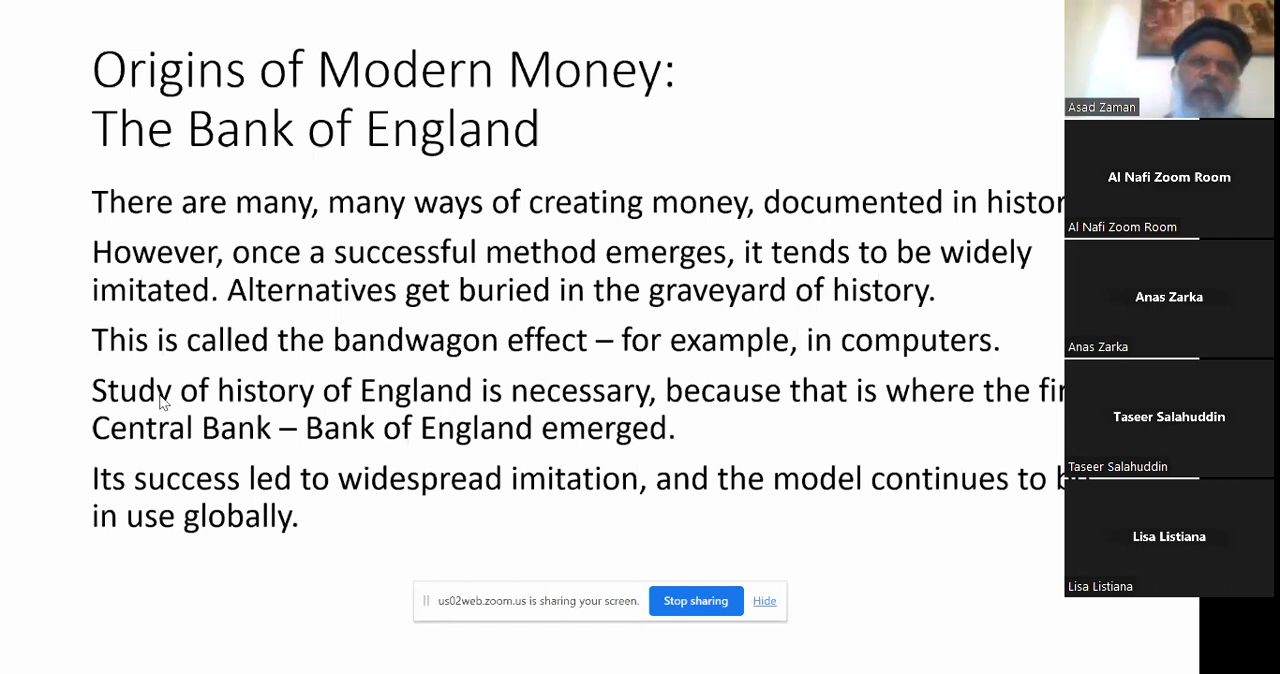 Origins of Modern Money:
The Bank of England
There are many, many ways of creating money, documented in
However, once a successful method emerges, it tends to be widely
imitated. Alternatives get buried in the graveyard of history.
This is called the bandwagon effect – for example, in computers.
Study of history of England is necessary, because that is where the
Central Bank – Bank of England emerged.
Its success led to widespread imitation, and the model continues to
in use globally.
us02web.zoom.us is sharing your screen.
Stop sharing
Hide
Asad Zaman
Al Nafi Zoom Room
Al Nafi Zoom Room
Anas Zarka
Anas Zarka
Taseer Salahuddin
Taseer Salahuddin
Lisa Listiana
Lisa Listiana